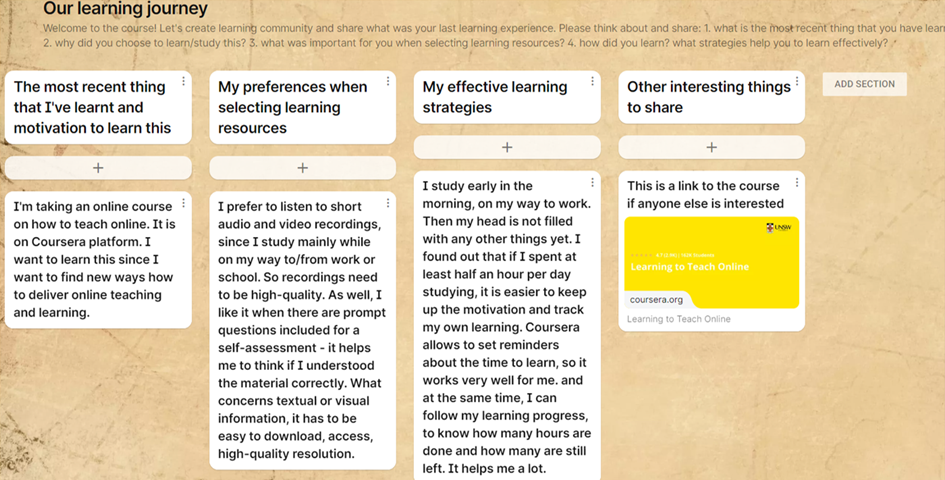 Our learning journey
Welcome to the course! Let's create learning community and share what was your last learning experience. Please think about and share: 1. what is the most recent thing that you have lear
2. why did you choose to learn/study this? 3. what was important for you when selecting learning resources? 4. how did you learn? what strategies help you to learn effectively?
The most recent thing
that I've learnt and
motivation to learn this
+
I'm taking an online course
on how to teach online. It is
on Coursera platform. I
want to learn this since I
want to find new ways how
to deliver online teaching
and learning.
My preferences when
selecting learning
resources
+
I prefer to listen to short
audio and video recordings,
since I study mainly while
on my way to/from work or
school. So recordings need
to be high-quality. As well, I
like it when there are prompt
questions included for a
self-assessment - it helps
me to think if I understood
the material correctly. What
concerns textual or visual
information, it has to be
easy to download, access,
high-quality resolution.
My effective learning
strategies
+
I study early in the
morning, on my way to work.
Then my head is not filled
with any other things yet. I
found out that if I spent at
least half an hour per day
studying, it is easier to keep
up the motivation and track
my own learning. Coursera
allows to set reminders
about the time to learn, so it
works very well for me. and
at the same time, I can
follow my learning progress,
to know how many hours are
done and how many are still
left. It helps me a lot.
Other interesting things
to share
+
This is a link to the course
if anyone else is interested
UNSW
Learning to Teach Online
coursera.org
Learning to Teach Online
ADD SECTION